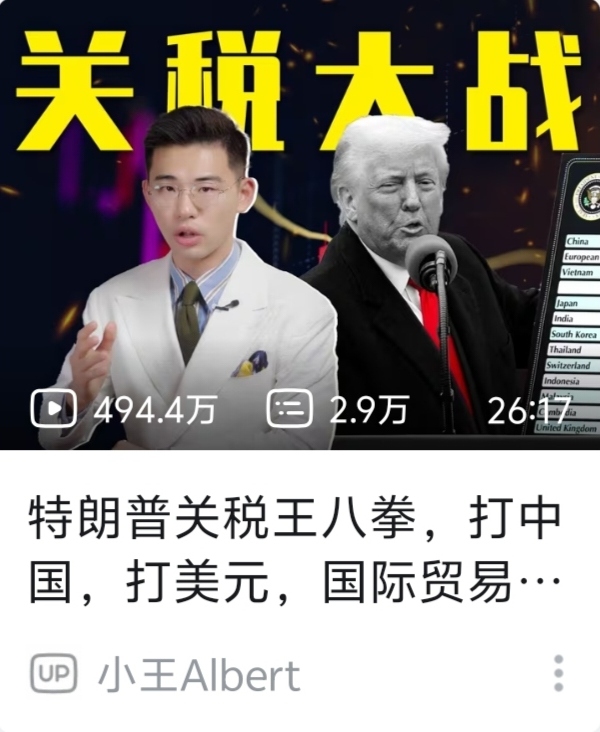 关税大战
China
European
Vietnam
Japan
India
South Korea
Thailand
Switzerland
Indonesia
Malaysia
Cambodia
United Kingdom
494.4万
2.9万
26:17
特朗普关税王八拳，打中
国，打美元，国际贸易…
UP
小王Albert